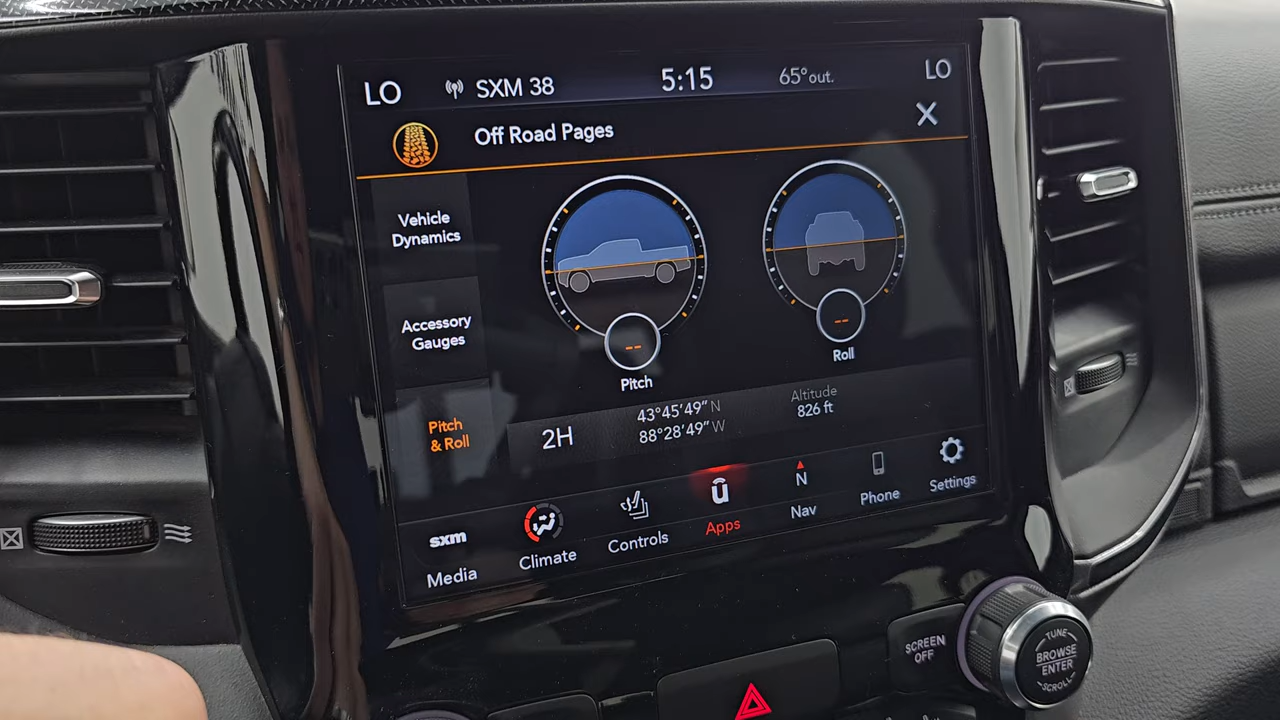 LO SXM 38 5:15 65°out. LO
Off Road Pages
Vehicle
Dynamics
Accessory
Gauges
Pitch
& Roll
--
Pitch
--
Roll
2H
43°45'49" N
88°28'49" W
Altitude
826 ft
sxm
Media
Climate
Controls
Apps
N
Nav
Phone
Settings
SCREEN
OFF
TUNE
BROWSE
ENTER
SCROLL